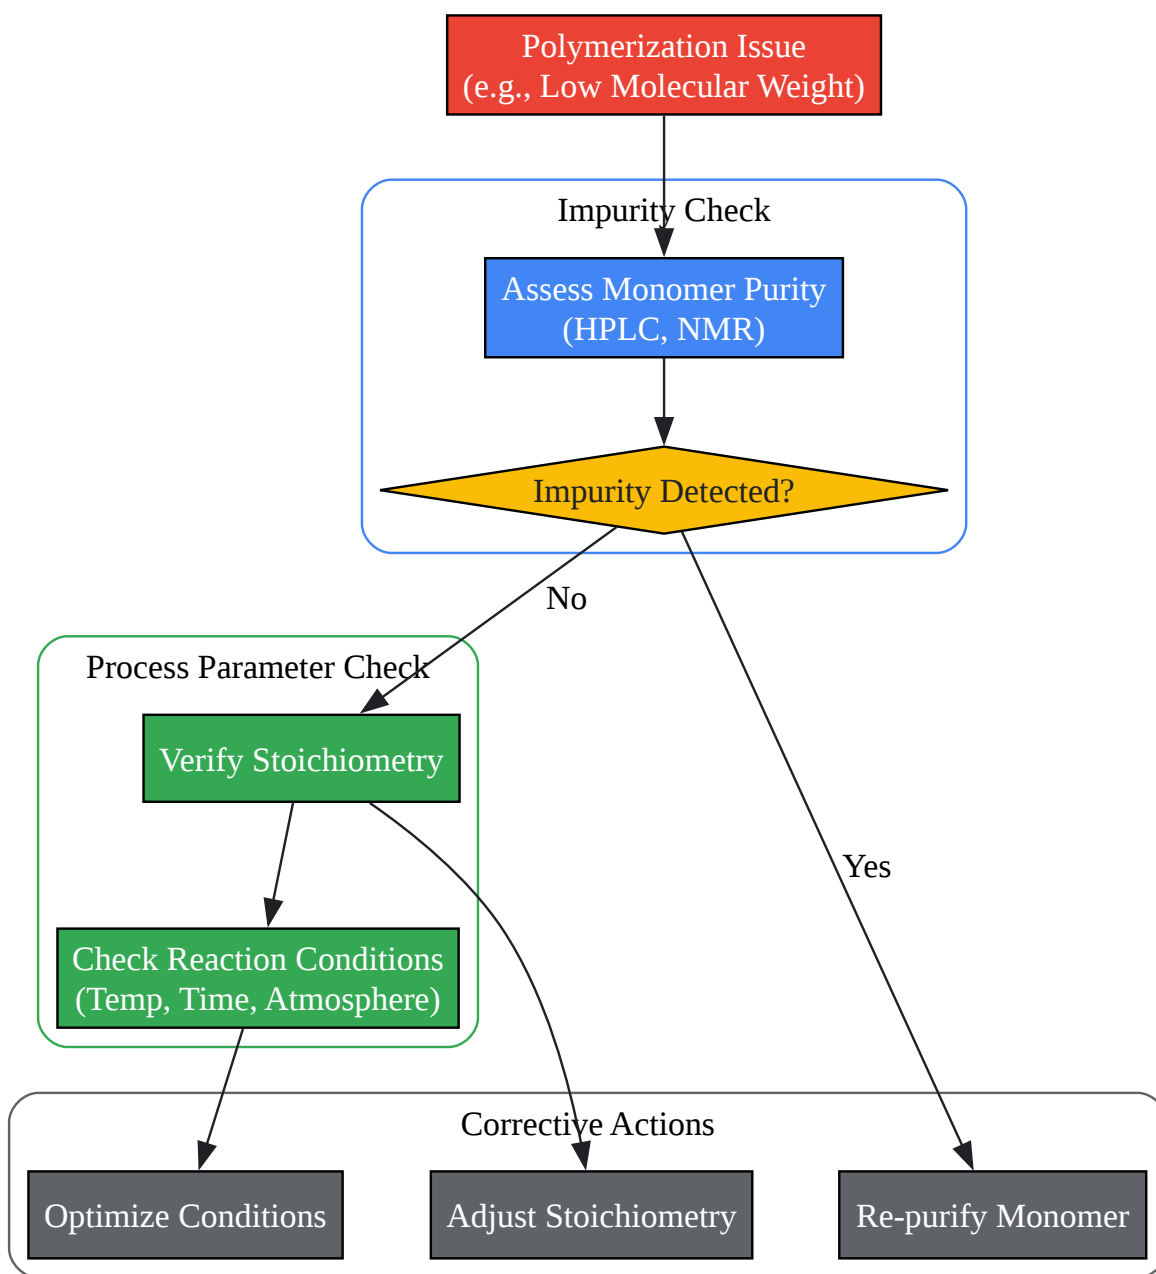 Polymerization Issue
(e.g., Low Molecular Weight)
Impurity Check
Assess Monomer Purity
(HPLC, NMR)
Impurity Detected?
No
Process Parameter Check
Verify Stoichiometry
Yes
Check Reaction Conditions
(Temp, Time, Atmosphere)
Corrective Actions
Optimize Conditions
Adjust Stoichiometry
Re-purify Monomer